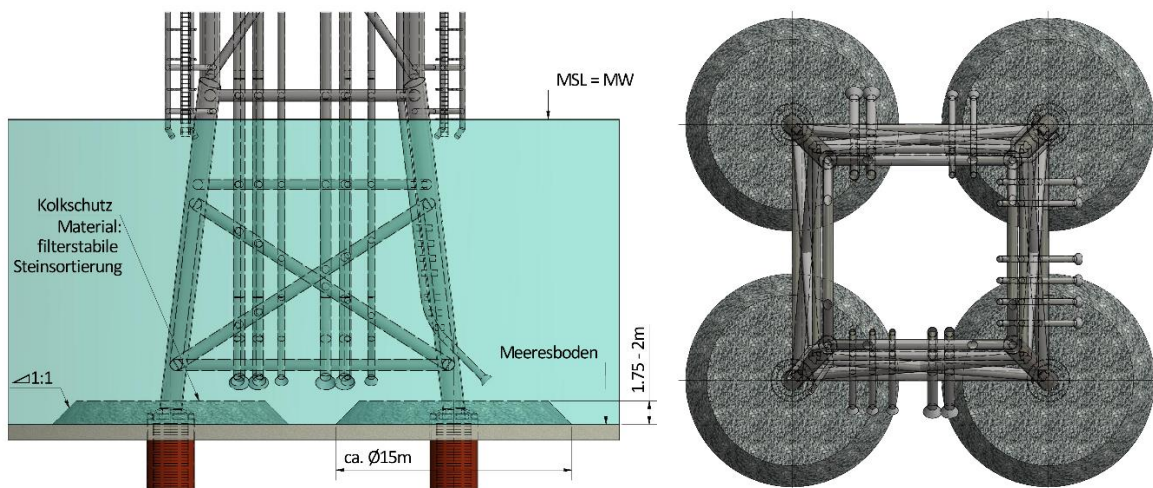 MSL = MW
Kolkschutz
Material:
filterstabile
Steinsortierung
Meeresboden
1.75 - 2m
⊿1:1
ca. Ø15m